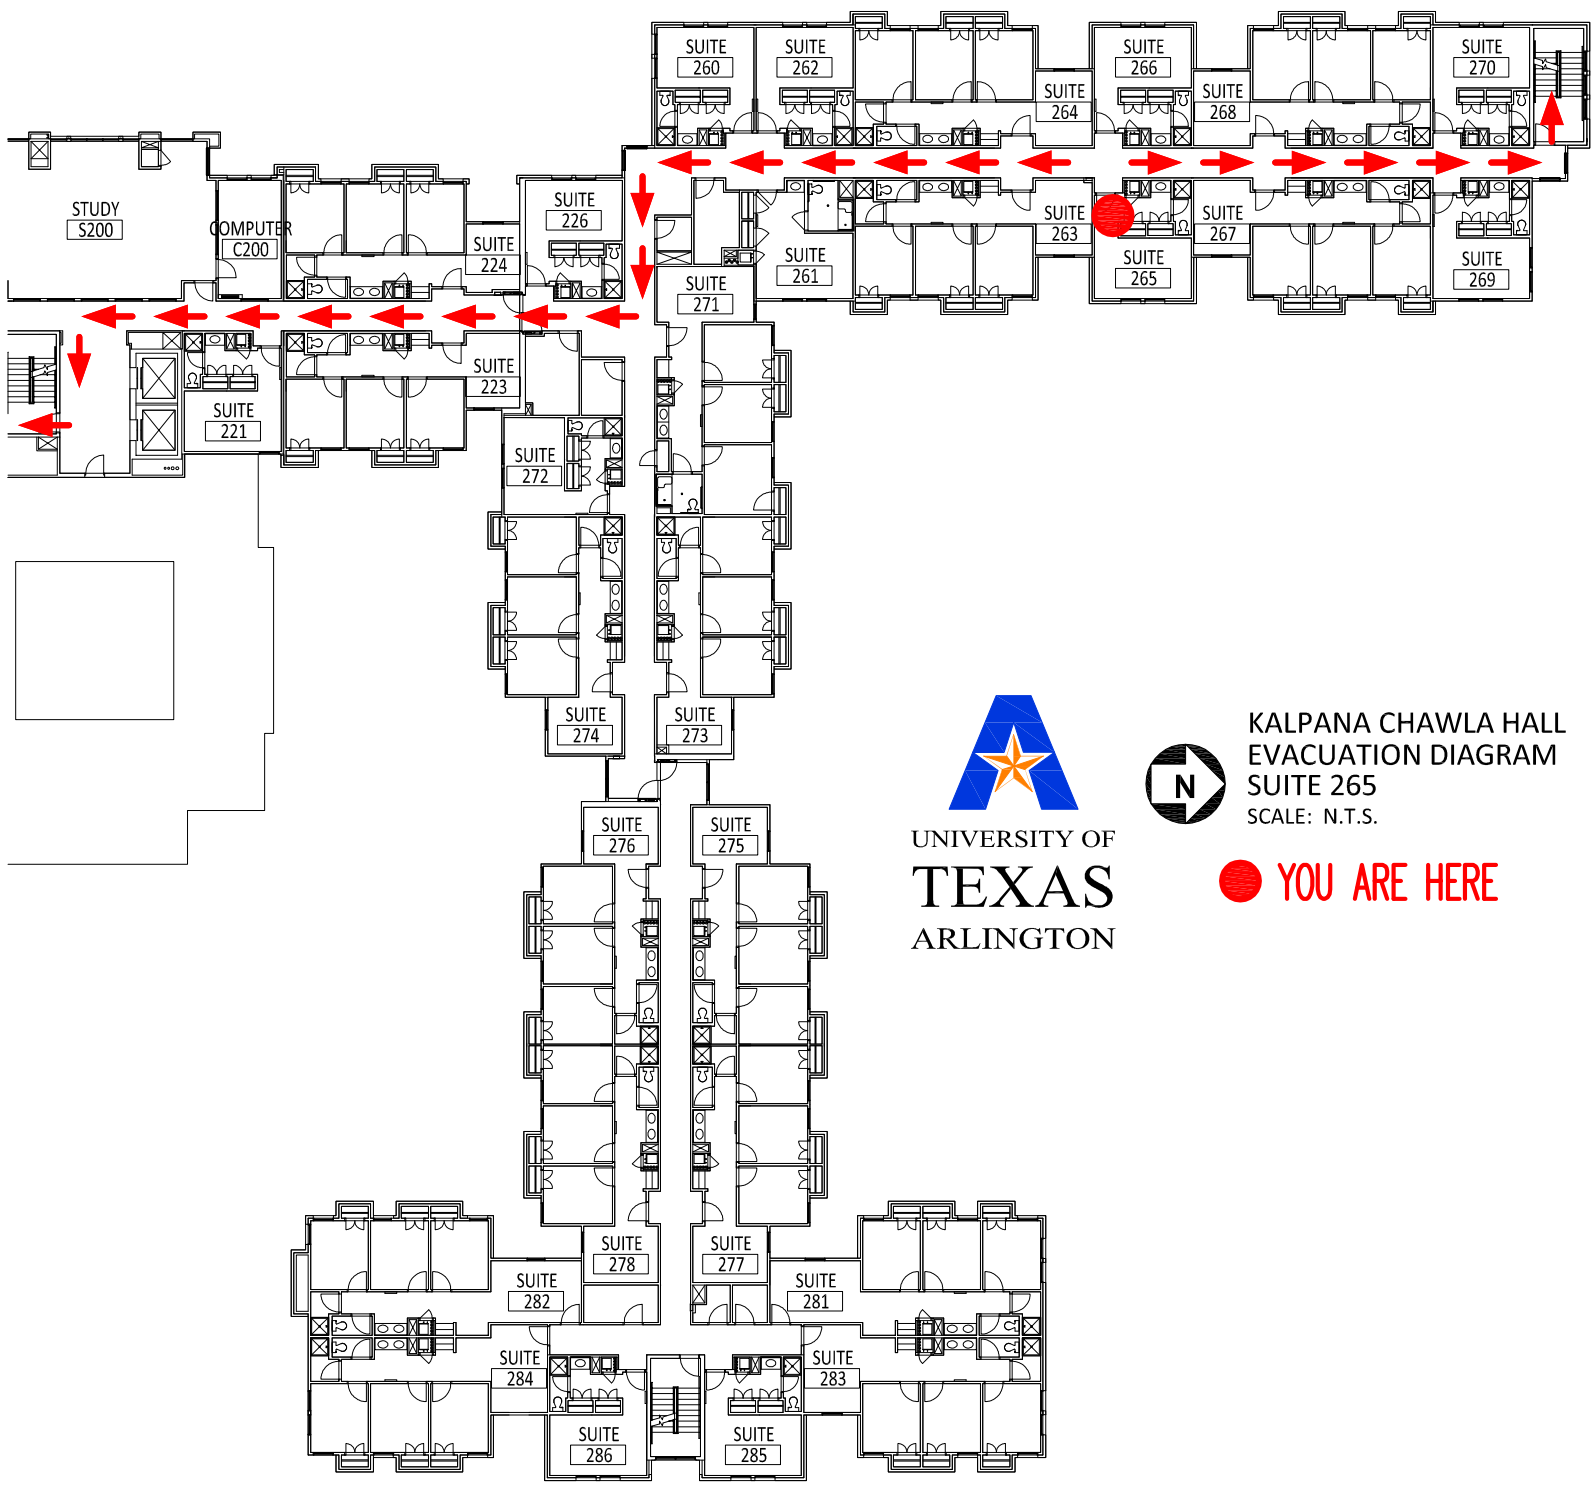 SUITE
260
SUITE
262
SUITE
264
SUITE
266
SUITE
268
SUITE
270
STUDY
S200
COMPUTER
C200
SUITE
224
SUITE
226
SUITE
271
SUITE
261
SUITE
263
SUITE
265
SUITE
267
SUITE
269
SUITE
221
SUITE
223
SUITE
272
SUITE
274
SUITE
273
SUITE
276
SUITE
275
SUITE
278
SUITE
277
SUITE
282
SUITE
281
SUITE
284
SUITE
283
SUITE
286
SUITE
285
UNIVERSITY OF
TEXAS
ARLINGTON
N
KALPANA CHAWLA HALL
EVACUATION DIAGRAM
SUITE 265
SCALE: N.T.S.
YOU ARE HERE